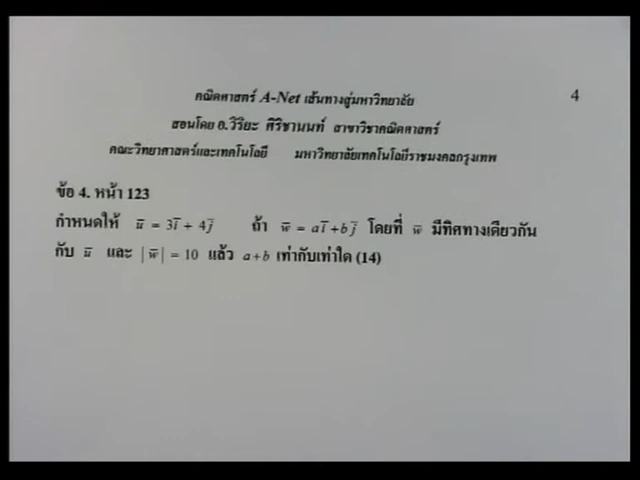 คณิตศาสตร์ A-Net เส้นทางสู่มหาวิทยาลัย 4
สอนโดย อ.วิริยะ ศิริชานนท์ สาขาวิชาคณิตศาสตร์
คณะวิทยาศาสตร์และเทคโนโลยี มหาวิทยาลัยเทคโนโลยีราชมงคลกรุงเทพ
ข้อ 4. หน้า 123
กำหนดให้ u̅ = 3i̅ + 4j̅ ถ้า w̅ = a i̅ + b j̅ โดยที่ w̅ มีทิศทางเดียวกัน
กับ u̅ และ | w̅ | = 10 แล้ว a+b เท่ากับเท่าใด (14)